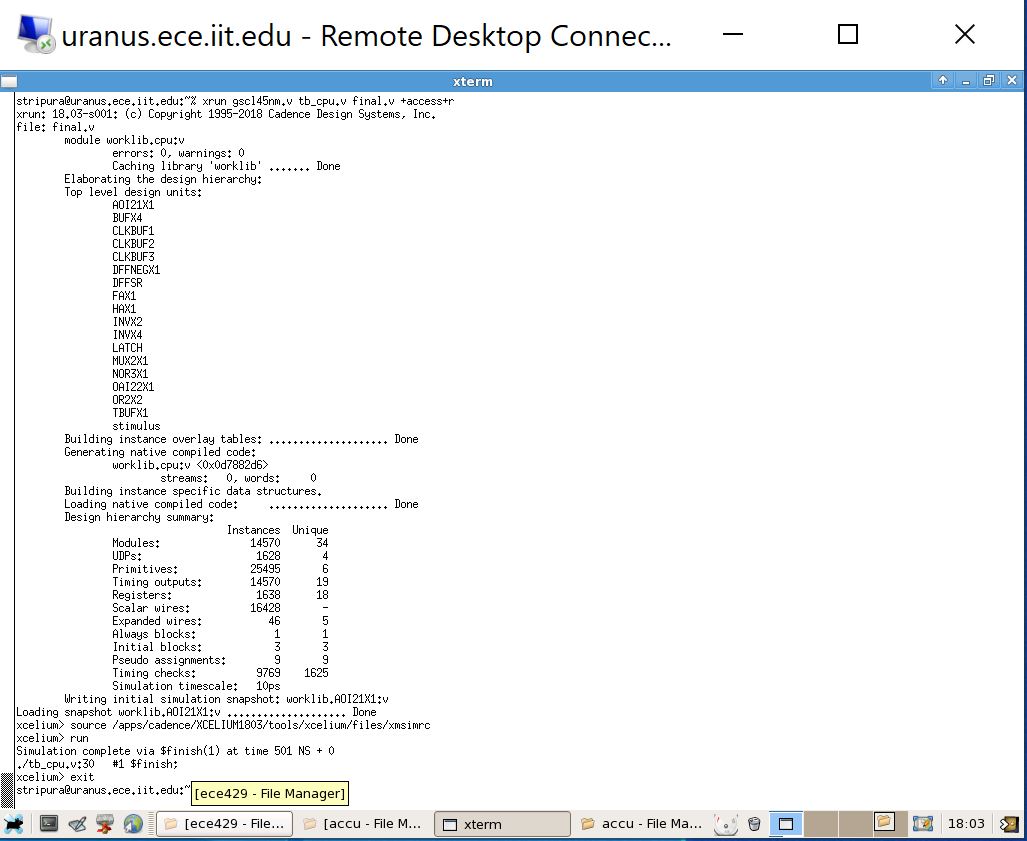 uranus.ece.iit.edu - Remote Desktop Connec...
xterm
stripura@uranus.ece.iit.edu:~% xrun gscl45nm.v tb_cpu.v final.v +access+r
xrun: 18.03-s001: (c) Copyright 1995-2018 Cadence Design Systems, Inc.
file: final.v
module worklib.cpu:v
errors: 0, warnings: 0
Caching library 'worklib' ....... Done
Elaborating the design hierarchy:
Top level design units:
AOI21X1
BUFX4
CLKBUF1
CLKBUF2
CLKBUF3
DFFNEGX1
DFFSR
FAX1
HAX1
INVX2
INVX4
LATCH
MUX2X1
NOR3X1
OAI22X1
OR2X2
TBUFX1
stimulus
Building instance overlay tables: .................... Done
Generating native compiled code:
worklib.cpu:v <0x0d7882d6>
streams: 0, words: 0
Building instance specific data structures.
Loading native compiled code: .................... Done
Design hierarchy summary:
Instances Unique
Modules: 14570 34
UDPs: 1628 4
Primitives: 25495 6
Timing outputs: 14570 19
Registers: 1638 18
Scalar wires: 16428 -
Expanded wires: 46 5
Always blocks: 1 1
Initial blocks: 3 3
Pseudo assignments: 9 9
Timing checks: 9769 1625
Simulation timescale: 10ps
Writing initial simulation snapshot: worklib.AOI21X1:v
Loading snapshot worklib.AOI21X1:v .................... Done
xcelium> source /apps/cadence/XCELIUM1803/tools/xcelium/files/xmsimrc
xcelium> run
Simulation complete via $finish(1) at time 501 NS + 0
./tb_cpu.v:30 #1 $finish;
xcelium> exit
stripura@uranus.ece.iit.edu:~
[ece429 - File Manager]
[ece429 - File...
[accu - File M...
xterm
accu - File Ma...
18:03